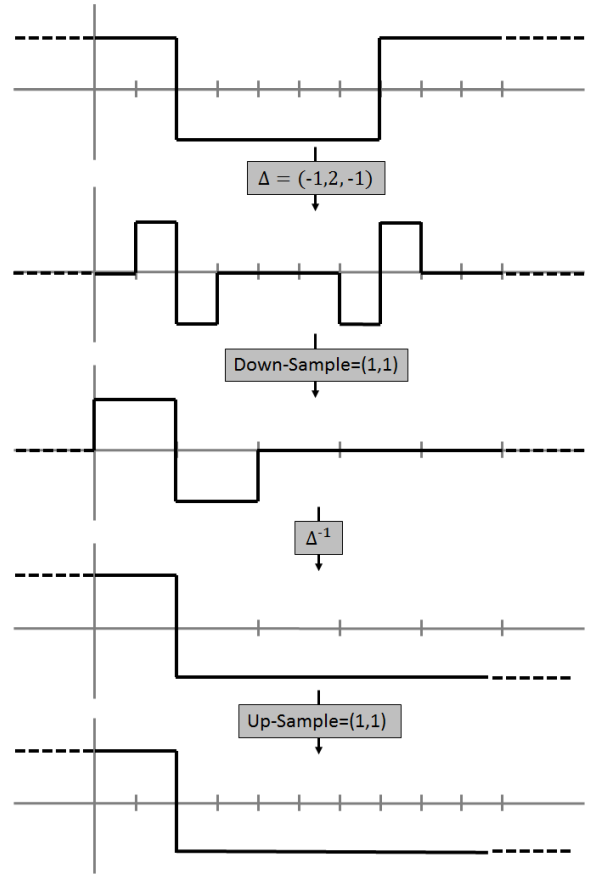 Δ = (-1,2, -1)
Down-Sample=(1,1)
Δ⁻¹
Up-Sample=(1,1)